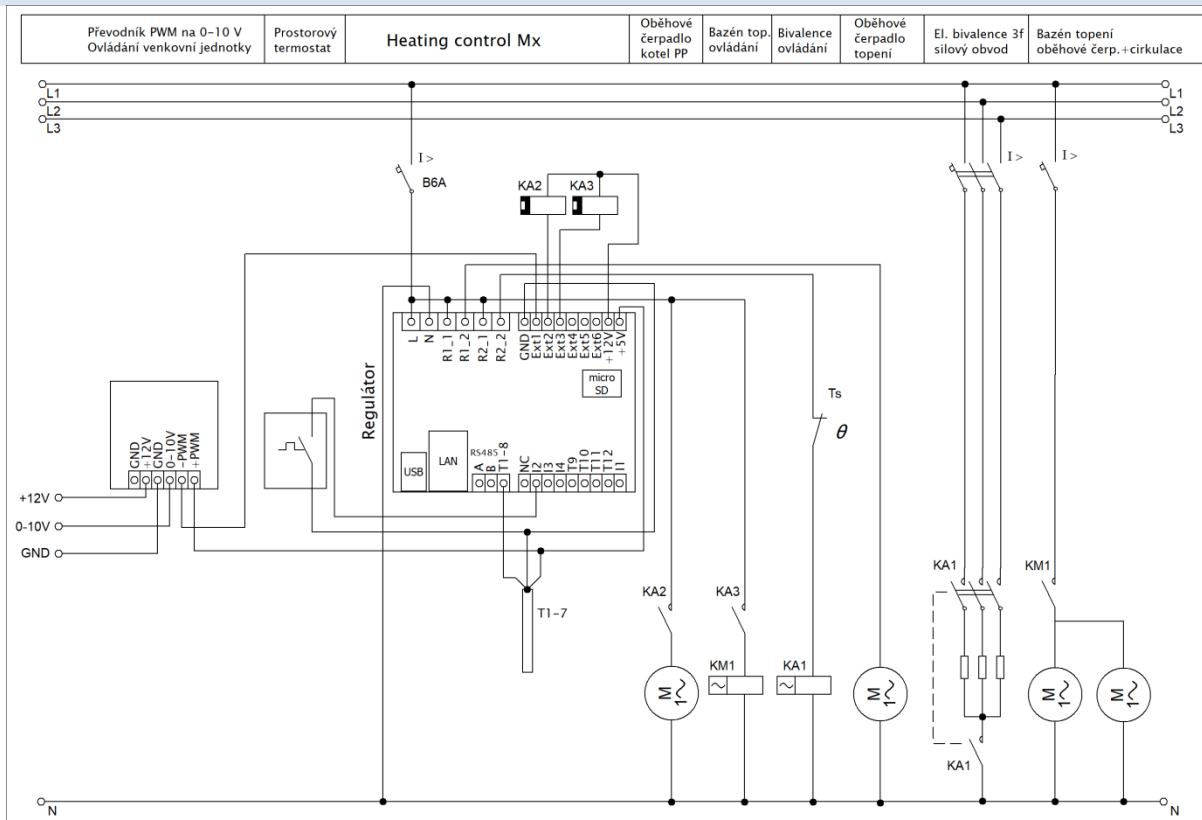 Převodník PWM na 0-10 V
Ovládání venkovní jednotky
Prostorový
termostat
Heating control Mx
Oběhové
čerpadlo
kotel PP
Bazén top.
ovládání
Bivalence
ovládání
Oběhové
čerpadlo
topení
El. bivalence 3f
silový obvod
Bazén topení
oběhové čerp.+cirkulace
L1
L1
L2
L2
L3
L3
I >
B6A
I >
I >
KA2
KA3
L
N
R1_1
R1_2
R2_1
R2_2
GND
Ext1
Ext2
Ext3
Ext4
Ext5
Ext6
+12V
+5V
micro
SD
Regulátor
USB
LAN
RS485
A
B
T1-8
NC
I2
I3
I4
T9
T10
T11
T12
I1
GND
+12V
GND
0-10V
-PWM
+PWM
+12V
0-10V
GND
Ts
θ
T1-7
KA2
KA3
KM1
KA1
KA1
KM1
M
1
M
1
M
1
M
1
KA1
N
N